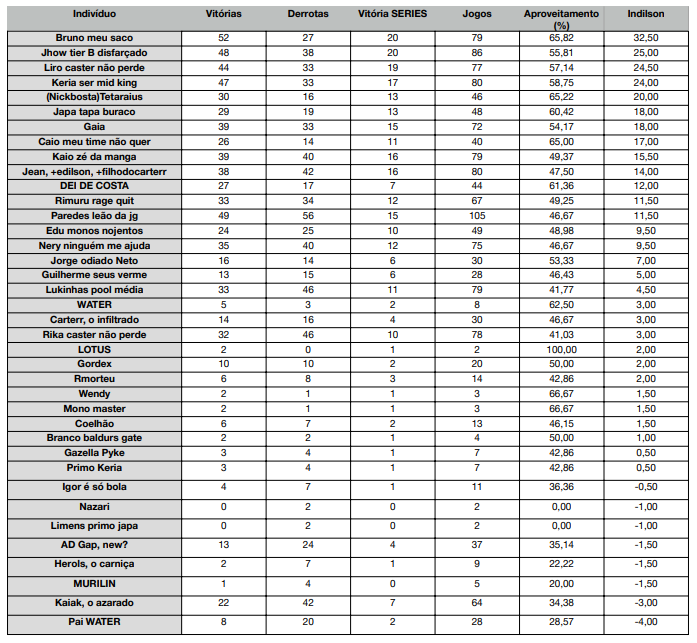 Indivíduo Vitórias Derrotas Vitória SERIES Jogos Aproveitamento (%) Indilson
Bruno meu saco 52 27 20 79 65,82 32,50
Jhow tier B disfarçado 48 38 20 86 55,81 25,00
Liro caster não perde 44 33 19 77 57,14 24,50
Keria ser mid king 47 33 17 80 58,75 24,00
(Nickbosta)Tetaraius 30 16 13 46 65,22 20,00
Japa tapa buraco 29 19 13 48 60,42 18,00
Gaia 39 33 15 72 54,17 18,00
Caio meu time não quer 26 14 11 40 65,00 17,00
Kaio zé da manga 39 40 16 79 49,37 15,50
Jean, +edilson, +filhodocarterr 38 42 16 80 47,50 14,00
DEI DE COSTA 27 17 7 44 61,36 12,00
Rimuru rage quit 33 34 12 67 49,25 11,50
Paredes leão da jg 49 56 15 105 46,67 11,50
Edu monos nojentos 24 25 10 49 48,98 9,50
Nery ninguém me ajuda 35 40 12 75 46,67 9,50
Jorge odiado Neto 16 14 6 30 53,33 7,00
Guilherme seus verme 13 15 6 28 46,43 5,00
Lukinhas pool média 33 46 11 79 41,77 4,50
WATER 5 3 2 8 62,50 3,00
Carterr, o infiltrado 14 16 4 30 46,67 3,00
Rika caster não perde 32 46 10 78 41,03 3,00
LOTUS 2 0 1 2 100,00 2,00
Gordex 10 10 2 20 50,00 2,00
Rmorteu 6 8 3 14 42,86 2,00
Wendy 2 1 1 3 66,67 1,50
Mono master 2 1 1 3 66,67 1,50
Coelhão 6 7 2 13 46,15 1,50
Branco baldurs gate 2 2 1 4 50,00 1,00
Gazella Pyke 3 4 1 7 42,86 0,50
Primo Keria 3 4 1 7 42,86 0,50
Igor é só bola 4 7 1 11 36,36 -0,50
Nazari 0 2 0 2 0,00 -1,00
Limens primo japa 0 2 0 2 0,00 -1,00
AD Gap, new? 13 24 4 37 35,14 -1,50
Herols, o carniça 2 7 1 9 22,22 -1,50
MURILIN 1 4 0 5 20,00 -1,50
Kaiak, o azarado 22 42 7 64 34,38 -3,00
Pai WATER 8 20 2 28 28,57 -4,00